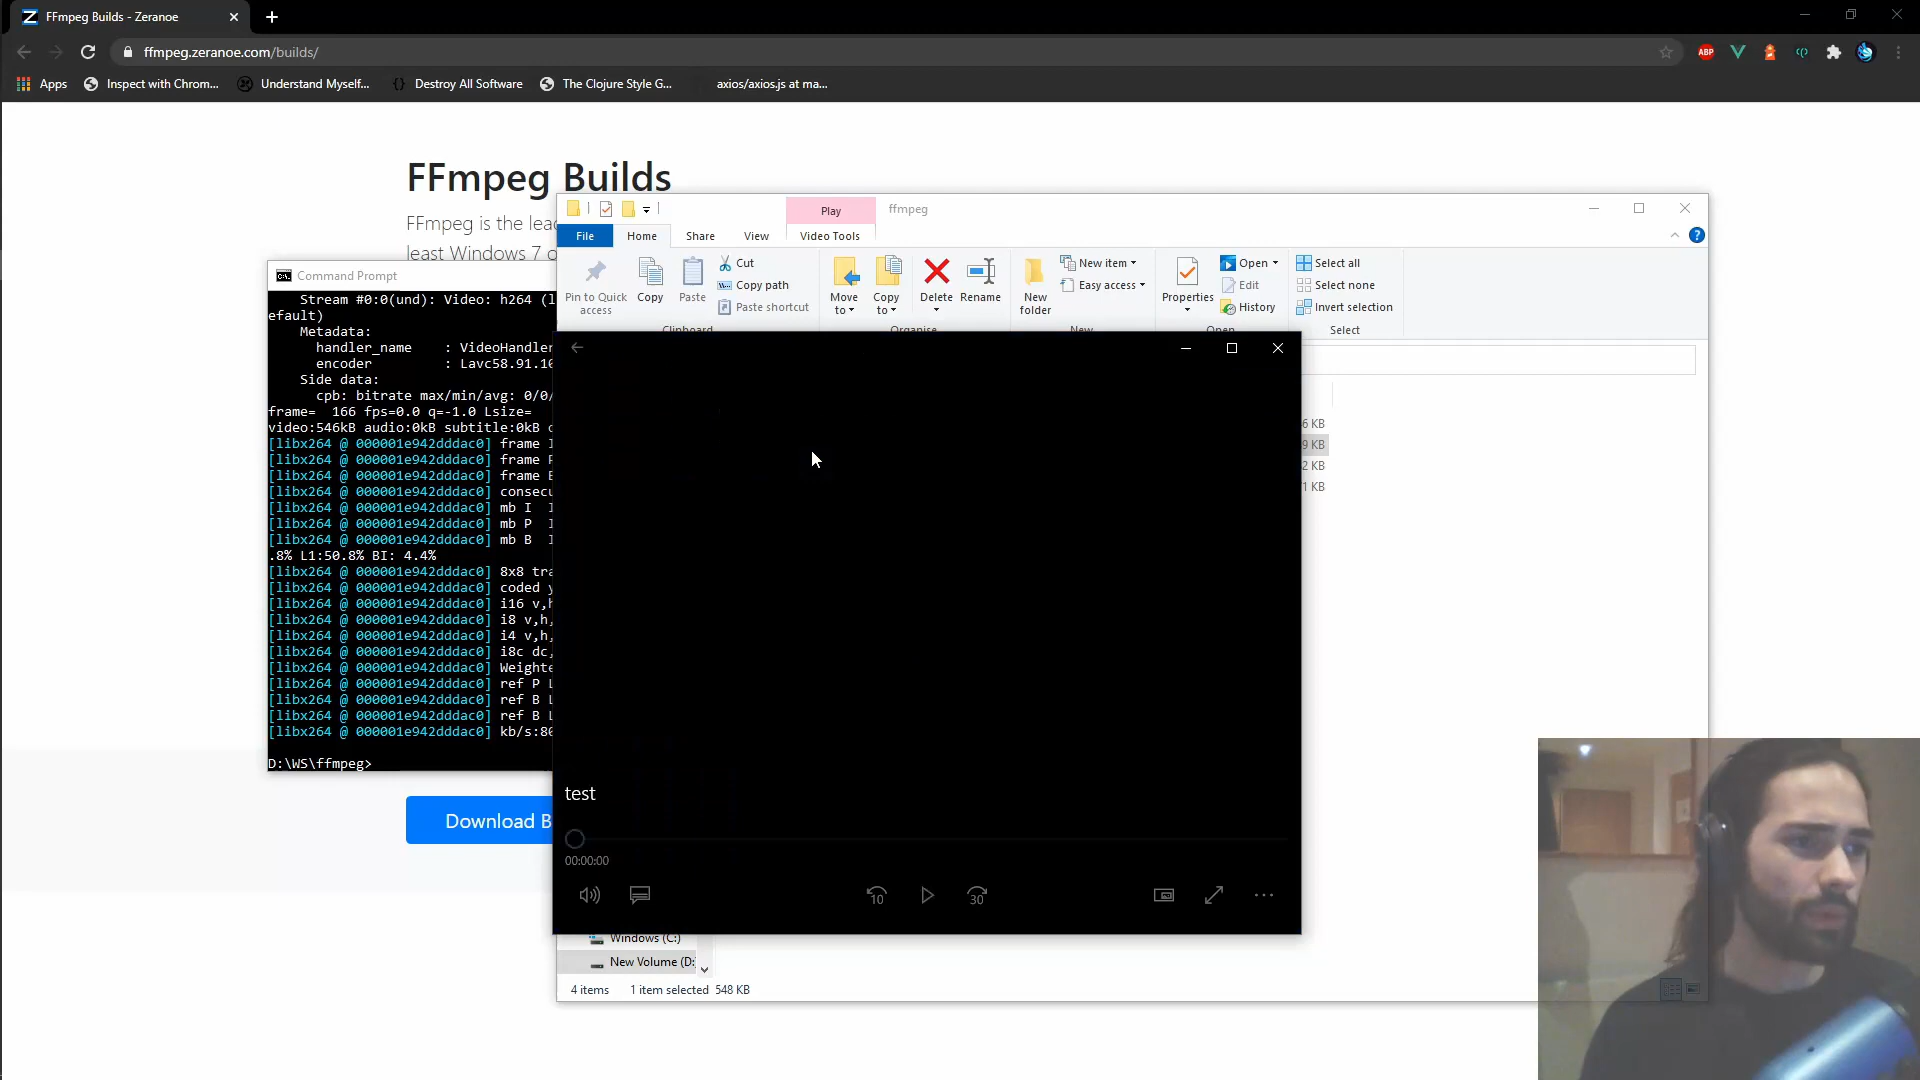 FFmpeg Builds - Zeranoe
ffmpeg.zeranoe.com/builds/
ABP
Apps
Inspect with Chrom...
Understand Myself...
Destroy All Software
The Clojure Style G...
axios/axios.js at ma...
FFmpeg Builds
FFmpeg is the lea
least Windows 7 o
Play
ffmpeg
File
Home
Share
View
Video Tools
Pin to Quick access
Copy
Paste
Cut
Copy path
Paste shortcut
Clipboard
Move to
Copy to
Delete
Rename
Organise
New folder
New item
Easy access
New
Properties
Open
Edit
History
Open
Select all
Select none
Invert selection
Select
6 KB
9 KB
2 KB
1 KB
Command Prompt
Stream #0:0(und): Video: h264 (l
efault)
Metadata:
handler_name : VideoHandler
encoder : Lavc58.91.10
Side data:
cpb: bitrate max/min/avg: 0/0/
frame= 166 fps=0.0 q=-1.0 Lsize=
video:546kB audio:0kB subtitle:0kB o
[libx264 @ 000001e942dddac0] frame I
[libx264 @ 000001e942dddac0] frame P
[libx264 @ 000001e942dddac0] frame B
[libx264 @ 000001e942dddac0] consecu
[libx264 @ 000001e942dddac0] mb I I
[libx264 @ 000001e942dddac0] mb P I
[libx264 @ 000001e942dddac0] mb B I
.8% L1:50.8% BI: 4.4%
[libx264 @ 000001e942dddac0] 8x8 tra
[libx264 @ 000001e942dddac0] coded y
[libx264 @ 000001e942dddac0] i16 v,h
[libx264 @ 000001e942dddac0] i8 v,h,
[libx264 @ 000001e942dddac0] i4 v,h,
[libx264 @ 000001e942dddac0] i8c dc,
[libx264 @ 000001e942dddac0] Weighte
[libx264 @ 000001e942dddac0] ref P L
[libx264 @ 000001e942dddac0] ref B L
[libx264 @ 000001e942dddac0] ref B L
[libx264 @ 000001e942dddac0] kb/s:80
D:\WS\ffmpeg>
Download B
test
00:00:00
10
30
Windows (C:)
New Volume (D:
4 items
1 item selected 548 KB